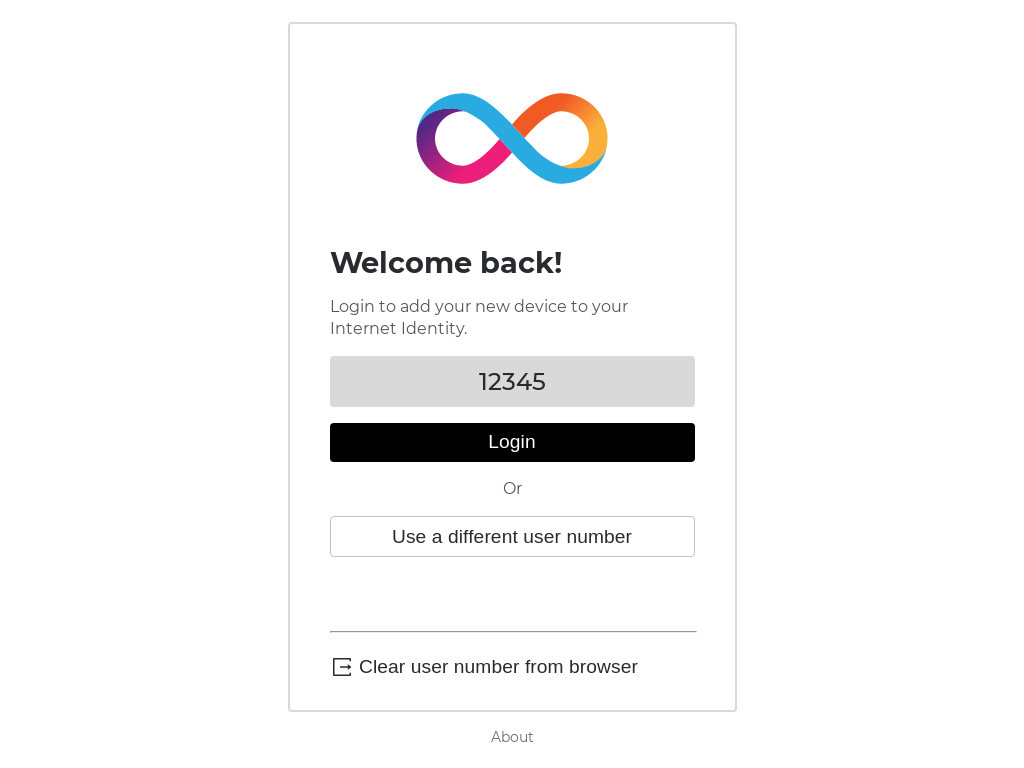 Welcome back!
Login to add your new device to your
Internet Identity.
12345
Login
Or
Use a different user number
Clear user number from browser
About